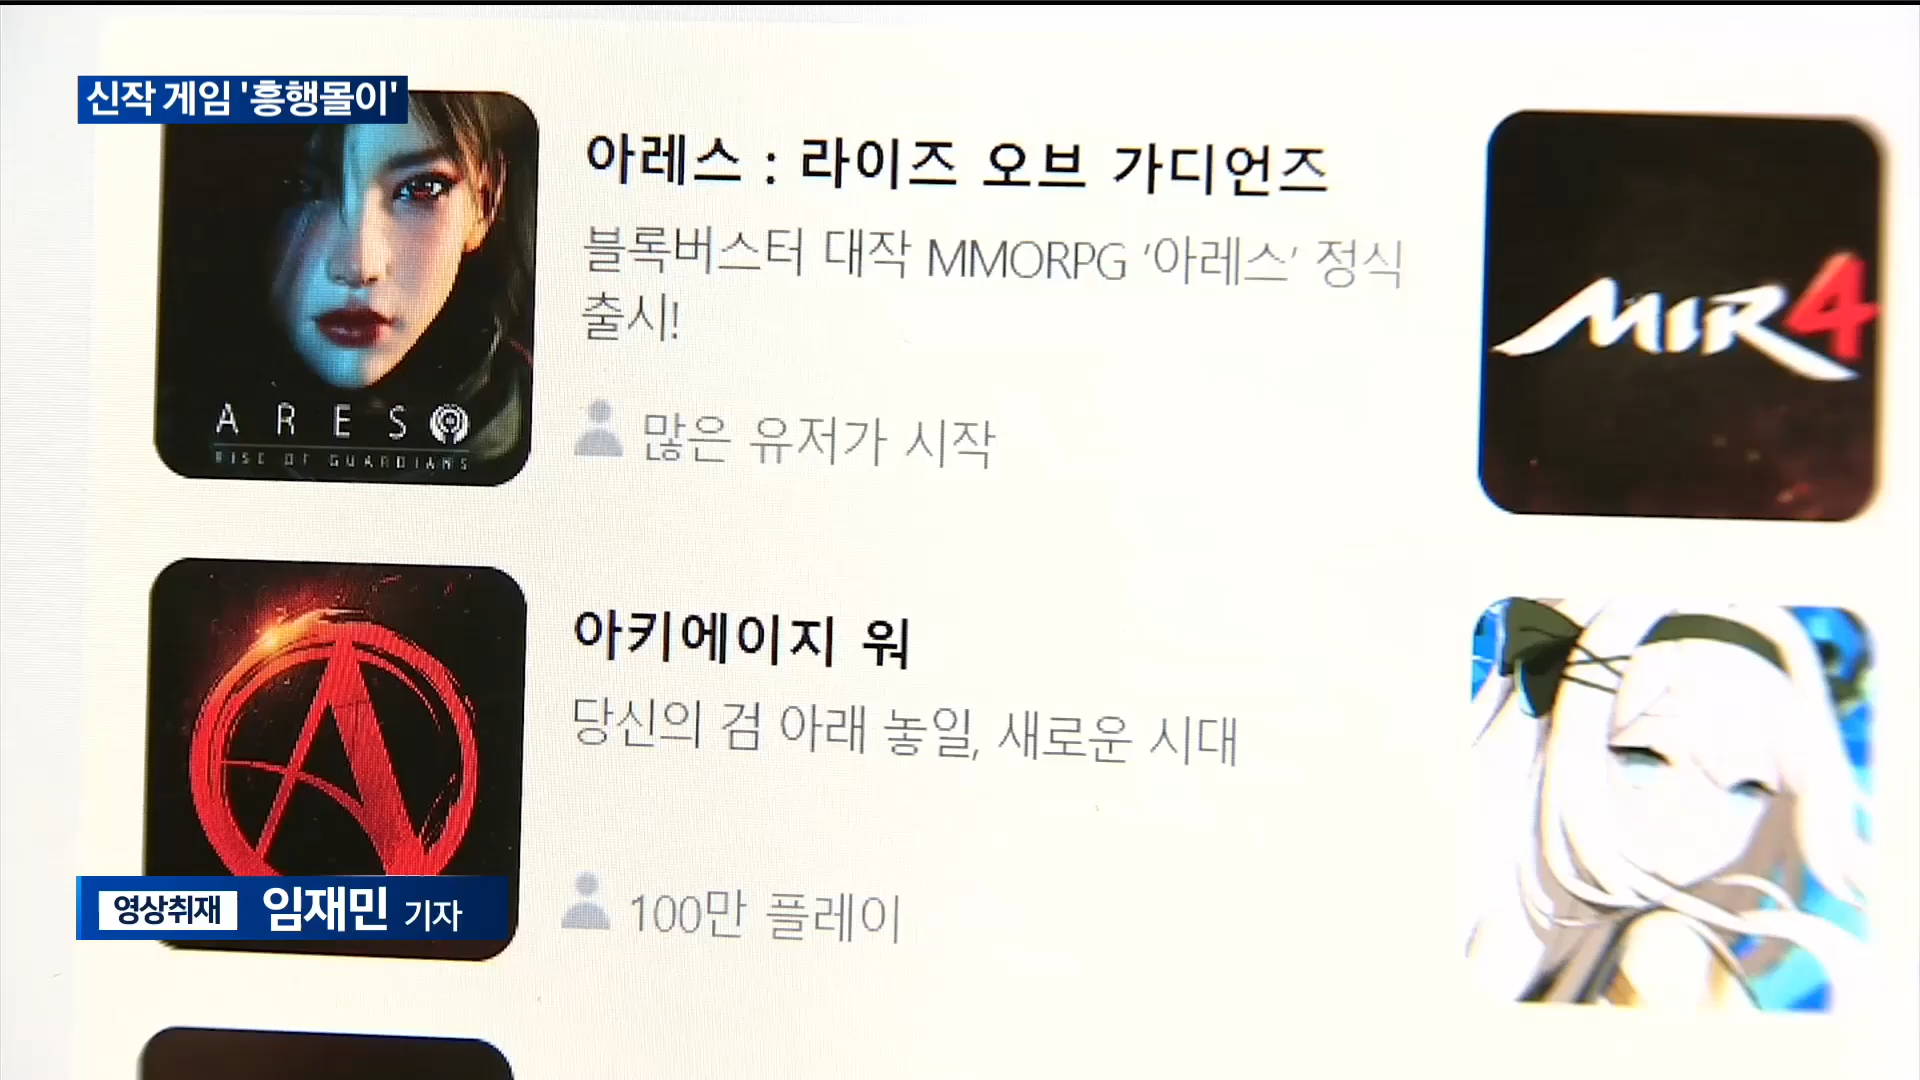 신작 게임 '흥행몰이'
아레스 : 라이즈 오브 가디언즈
블록버스터 대작 MMORPG '아레스' 정식
출시!
많은 유저가 시작
ARES
RISE OF GUARDIANS
MIR4
아키에이지 워
당신의 검 아래 놓일, 새로운 시대
100만 플레이
영상취재 임재민 기자